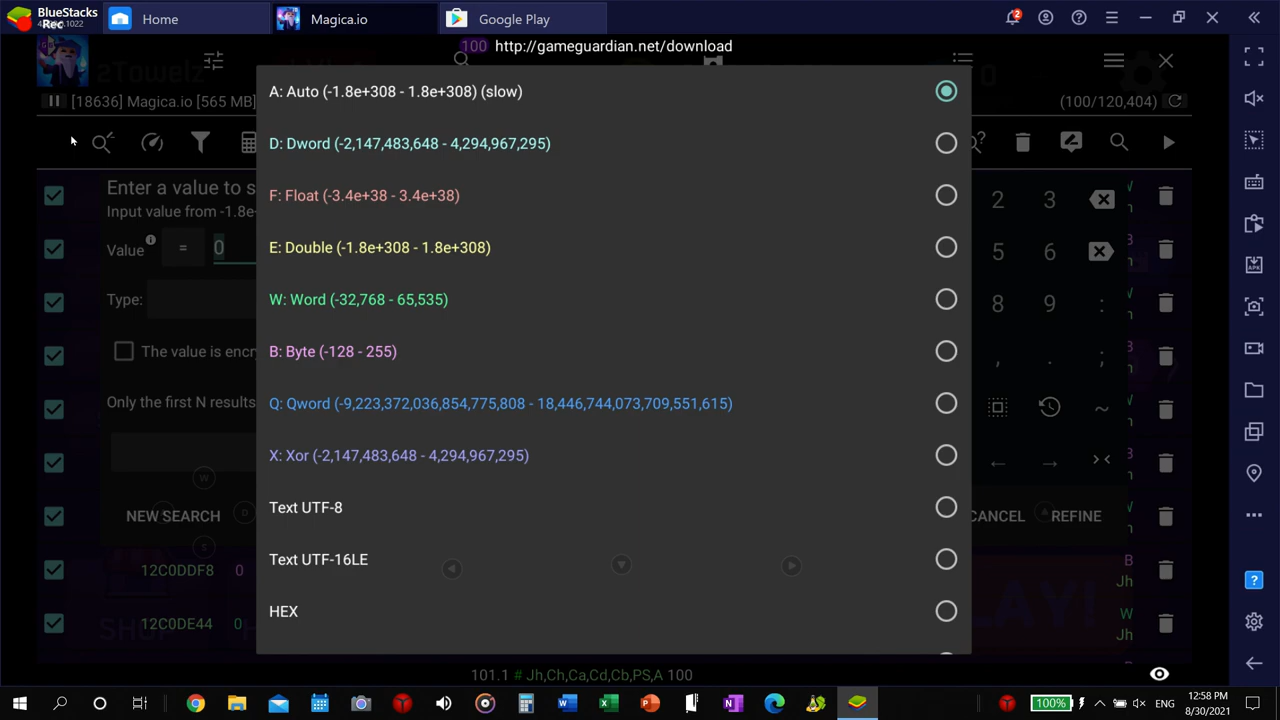 BlueStacks
Rec
Home
Magica.io
Google Play
2
100 http://gameguardian.net/download
[18636] Magica.io [565 MB]
(100/120,404)
A: Auto (-1.8e+308 - 1.8e+308) (slow)
D: Dword (-2,147,483,648 - 4,294,967,295)
F: Float (-3.4e+38 - 3.4e+38)
E: Double (-1.8e+308 - 1.8e+308)
W: Word (-32,768 - 65,535)
B: Byte (-128 - 255)
Q: Qword (-9,223,372,036,854,775,808 - 18,446,744,073,709,551,615)
X: Xor (-2,147,483,648 - 4,294,967,295)
Text UTF-8
Text UTF-16LE
HEX
Enter a value to s
Input value from -1.8e
Value = 0
Type:
The value is encry
Only the first N results
W
NEW SEARCH D
S
2 3
5 6
8 9 :
, . ;
~
CANCEL REFINE
12C0DDF8 0
B
Jh
12C0DE44 0
W
Jh
SHOP
LAY!
101.1 # Jh,Ch,Ca,Cd,Cb,PS,A 100
100%
ENG
12:58 PM
8/30/2021